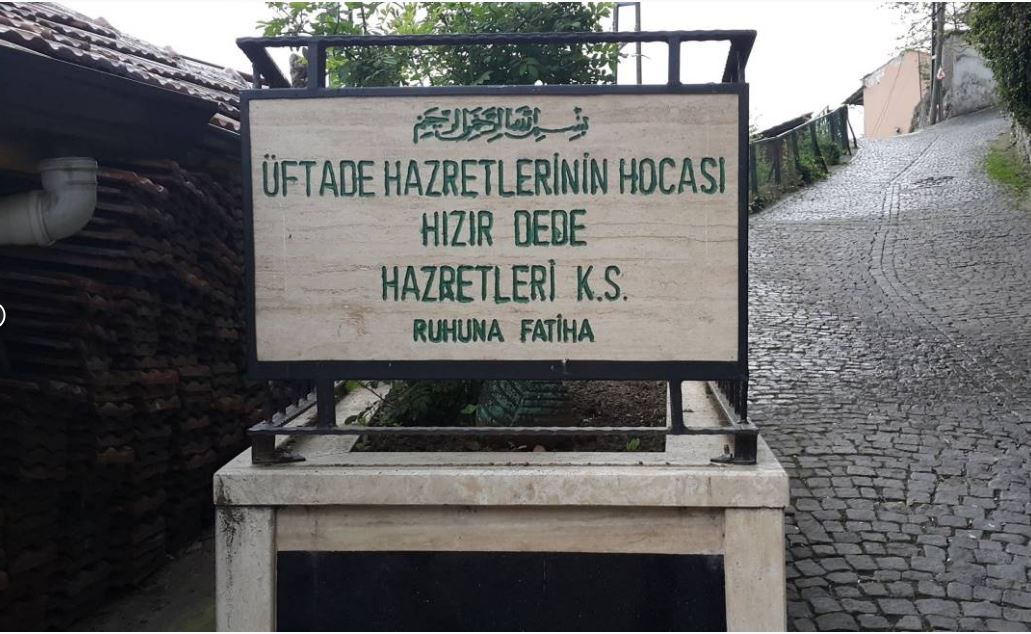 بسم الله الرحمن الرحيم
ÜFTADE HAZRETLERİNİN HOCASI
HIZIR DEDE
HAZRETLERİ K.S.
RUHUNA FATİHA